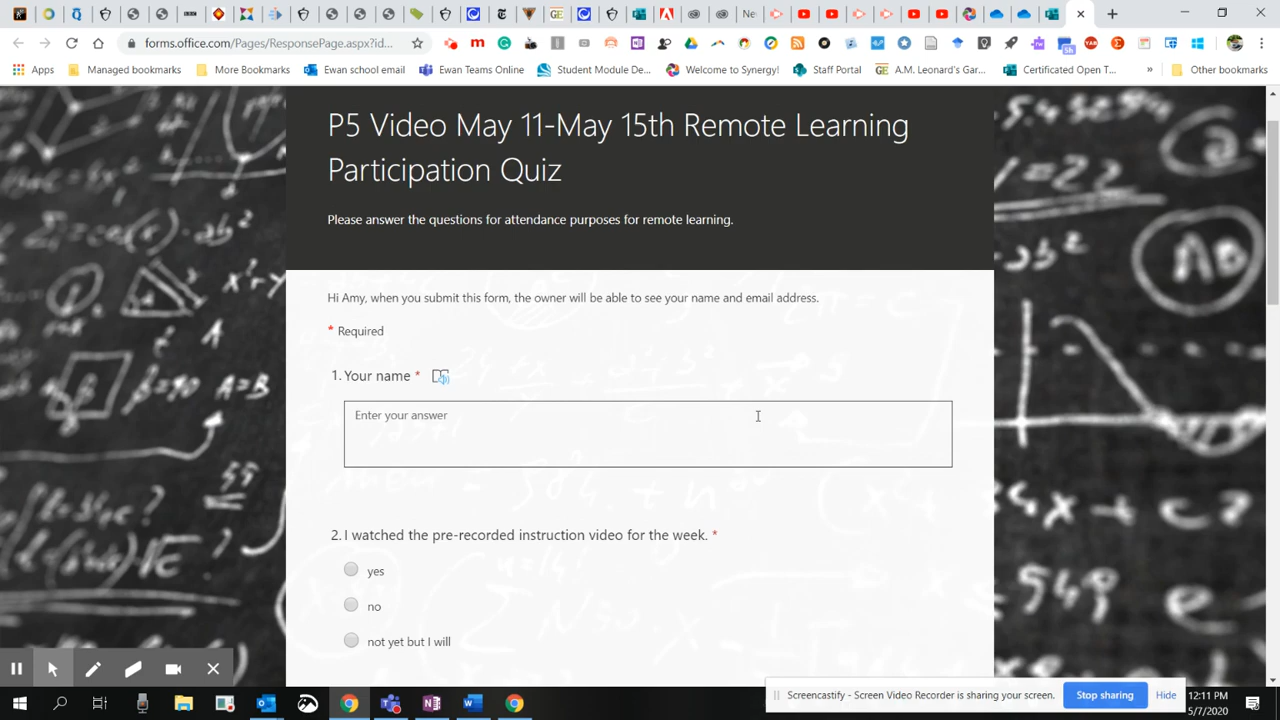 Ne
forms.office.com/Pages/ResponsePage.aspx?id...
Apps
Managed bookmarks
More Bookmarks
Ewan school email
Ewan Teams Online
Student Module De...
Welcome to Synergy!
Staff Portal
A.M. Leonard's Gar...
Certificated Open T...
»
Other bookmarks
P5 Video May 11-May 15th Remote Learning
Participation Quiz
Please answer the questions for attendance purposes for remote learning.
Hi Amy, when you submit this form, the owner will be able to see your name and email address.
* Required
1. Your name *
Enter your answer
2. I watched the pre-recorded instruction video for the week. *
yes
no
not yet but I will
Screencastify - Screen Video Recorder is sharing your screen.
Stop sharing
Hide
12:11 PM
5/7/2020